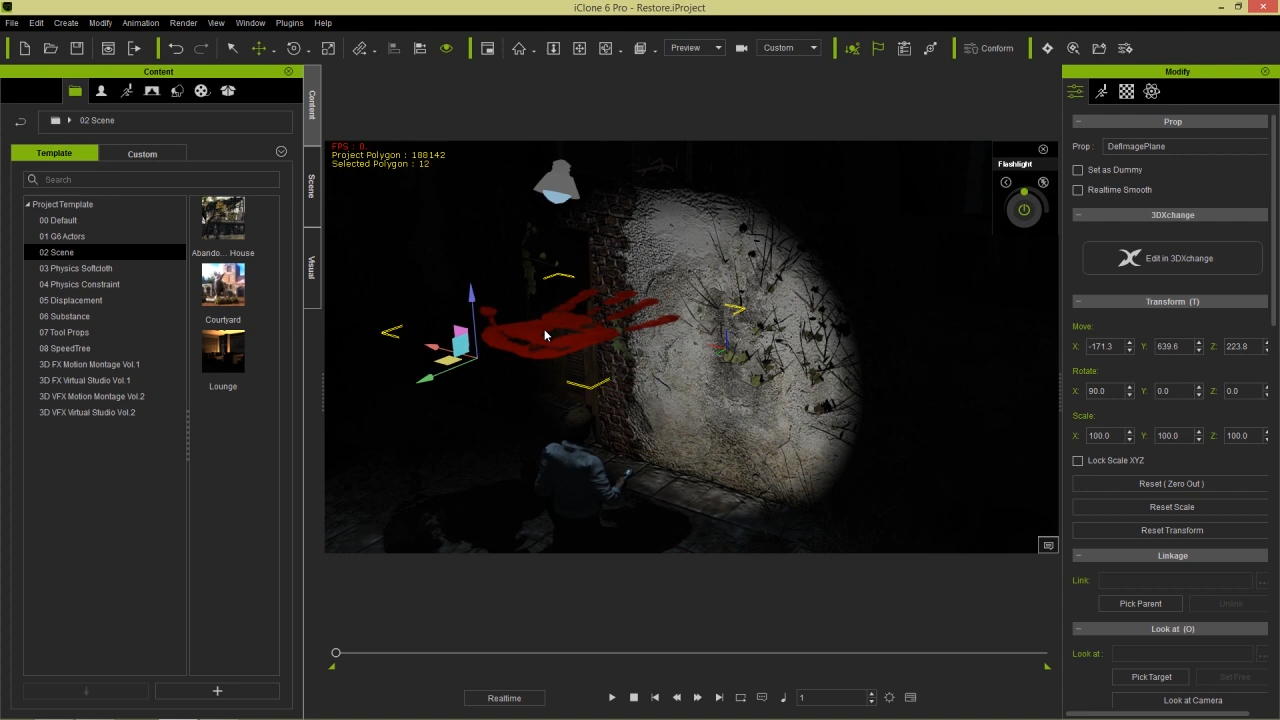 iClone 6 Pro - Restore.iProject
File Edit Create Modify Animation Render View Window Plugins Help
Preview Custom Conform
Content
Modify
02 Scene
Template Custom
Search
ProjectTemplate
00 Default
01 G6 Actors
02 Scene
03 Physics Softcloth
04 Physics Constraint
05 Displacement
06 Substance
07 Tool Props
08 SpeedTree
3D FX Motion Montage Vol.1
3D FX Virtual Studio Vol.1
3D VFX Motion Montage Vol.2
3D VFX Virtual Studio Vol.2
Abando... House
Courtyard
Lounge
Content
Scene
Visual
FPS : 0.
Project Polygon : 188142
Selected Polygon : 12
Flashlight
Realtime
1
Prop
Prop : DefImagePlane
Set as Dummy
Realtime Smooth
3DXchange
Edit in 3DXchange
Transform (T)
Move:
X: -171.3 Y: 639.6 Z: 223.8
Rotate:
X: 90.0 Y: 0.0 Z: 0.0
Scale:
X: 100.0 Y: 100.0 Z: 100.0
Lock Scale XYZ
Reset ( Zero Out )
Reset Scale
Reset Transform
Linkage
Link: ...
Pick Parent Unlink
Look at (O)
Look at : ...
Pick Target Set Free
Look at Camera